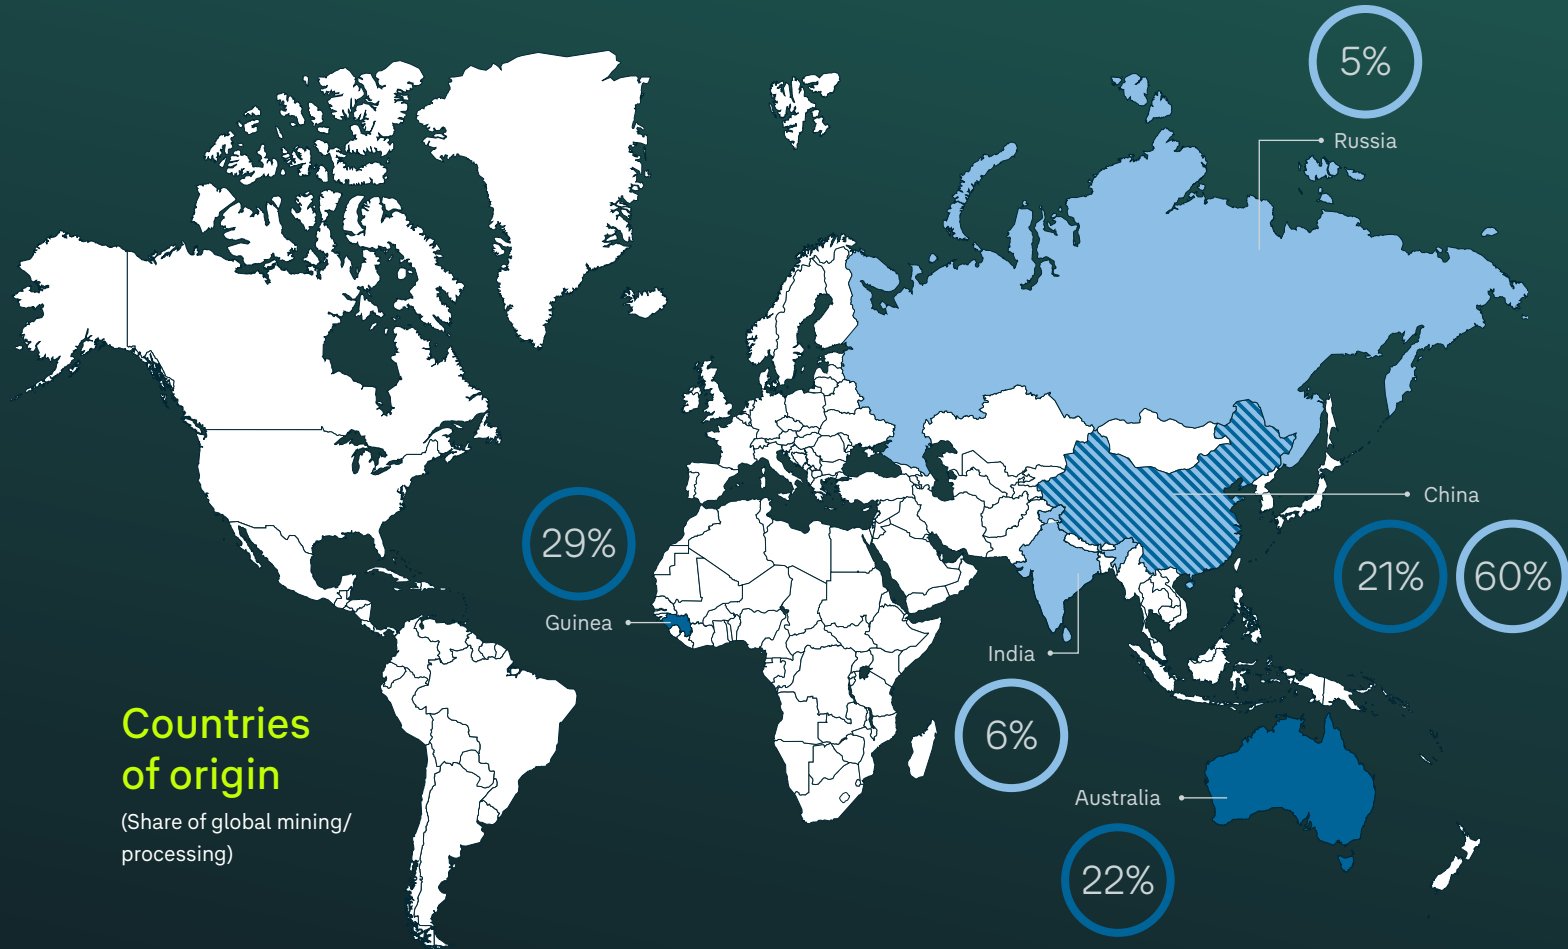 5%
Russia
China
21%
60%
29%
Guinea
India
6%
Australia
22%
Countries
of origin
(Share of global mining/
processing)